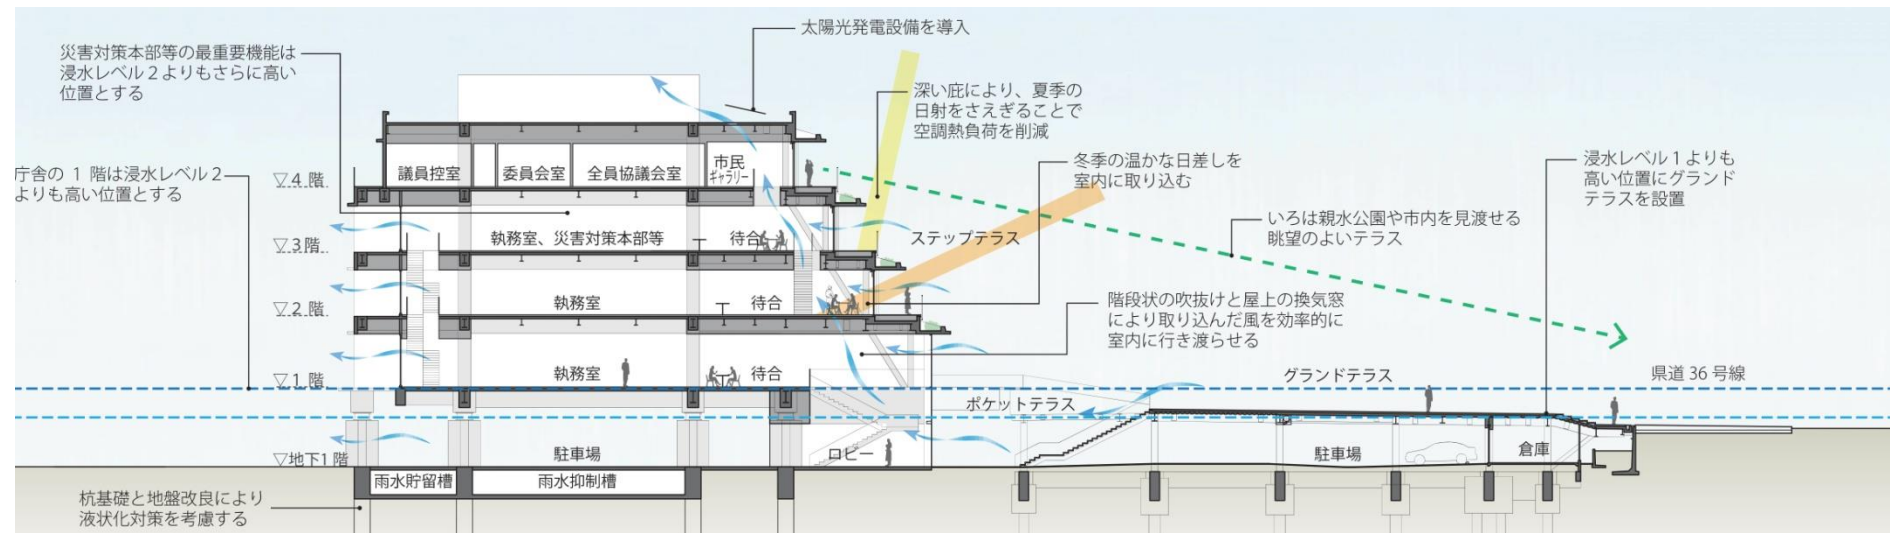 太陽光発電設備を導入
災害対策本部等の最重要機能は
浸水レベル2よりもさらに高い
位置とする
深い庇により、夏季の
日射をさえぎることで
空調熱負荷を削減
庁舎の 1 階は浸水レベル2
よりも高い位置とする
冬季の温かな日差しを
室内に取り込む
浸水レベル1よりも
高い位置にグランド
テラスを設置
いろは親水公園や市内を見渡せる
眺望のよいテラス
▽4階
議員控室
委員会室
全員協議会室
市民
ギャラリー
▽3階
執務室、災害対策本部等
待合
ステップテラス
▽2階
執務室
待合
階段状の吹抜けと屋上の換気窓
により取り込んだ風を効率的に
室内に行き渡らせる
▽1階
執務室
待合
グランドテラス
県道 36 号線
ポケットテラス
▽地下1階
駐車場
ロビー
駐車場
倉庫
雨水貯留槽
雨水抑制槽
杭基礎と地盤改良により
液状化対策を考慮する